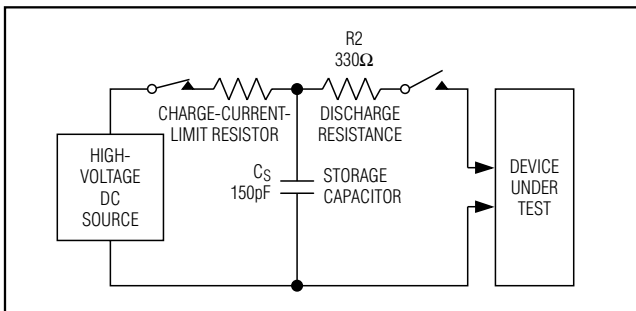 R2
330Ω
CHARGE-CURRENT-
LIMIT RESISTOR
DISCHARGE
RESISTANCE
HIGH-
VOLTAGE
DC
SOURCE
CS
150pF
STORAGE
CAPACITOR
DEVICE
UNDER
TEST